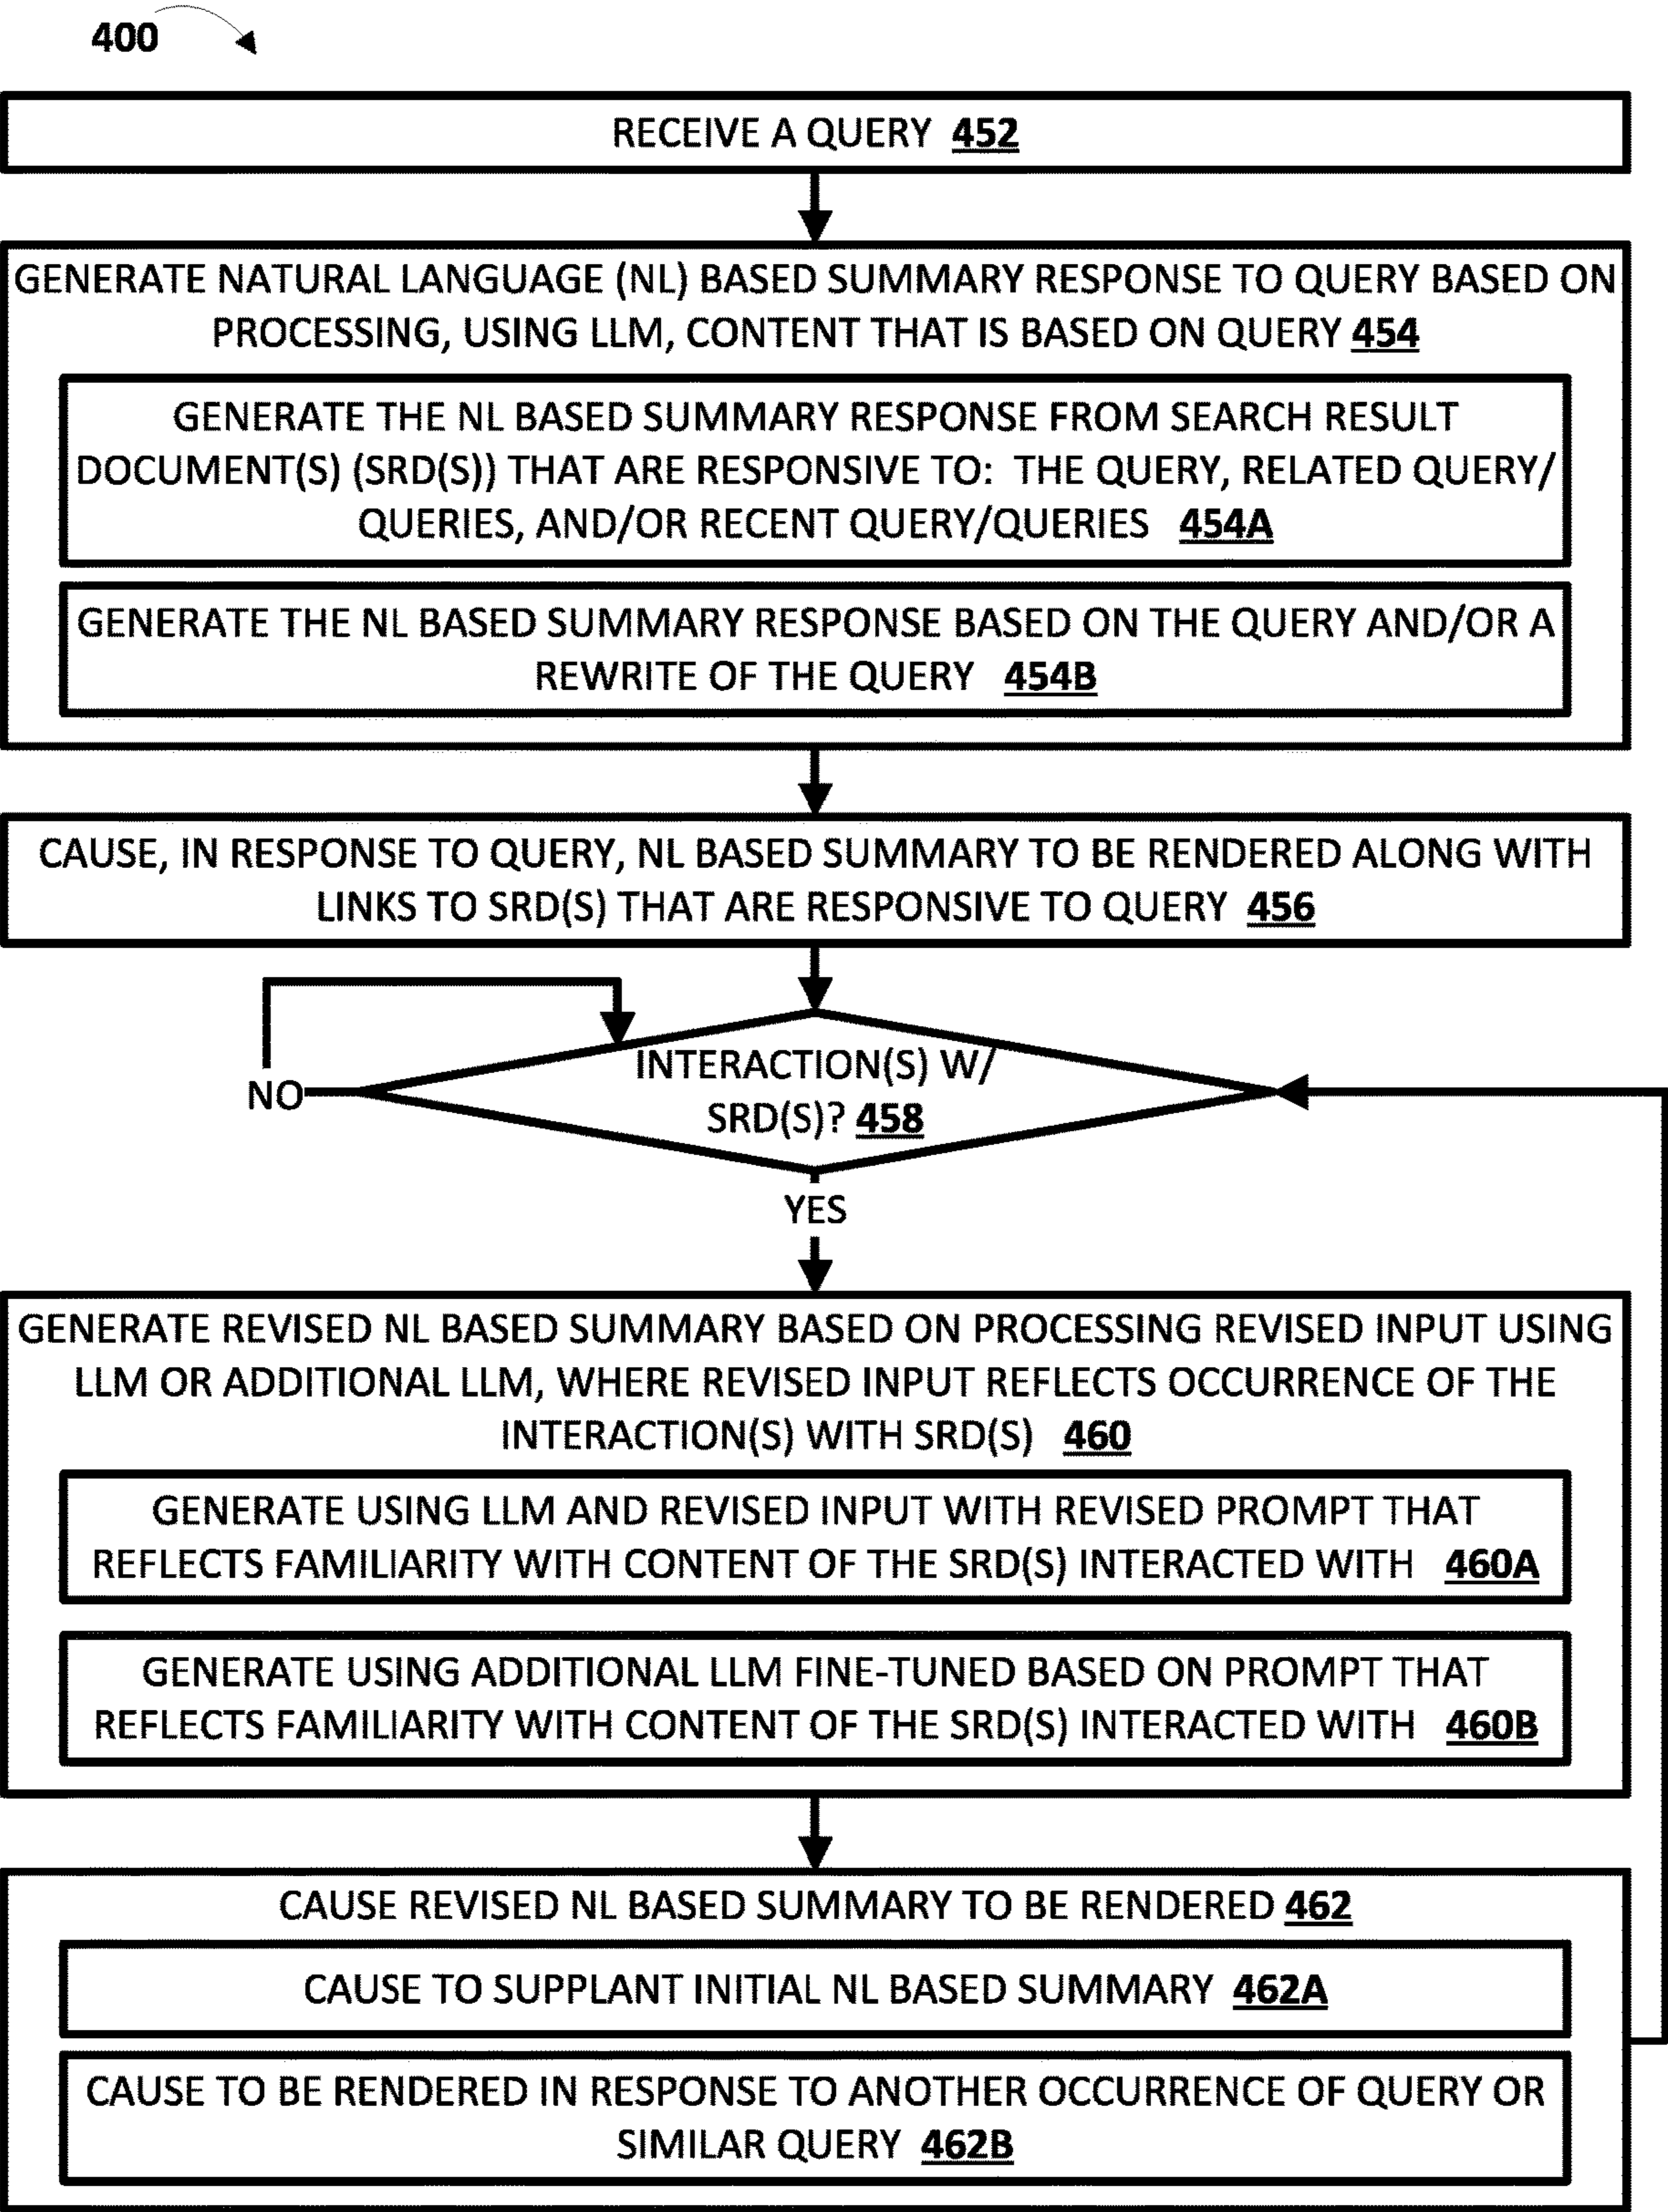 400
RECEIVE A QUERY 452
GENERATE NATURAL LANGUAGE (NL) BASED SUMMARY RESPONSE TO QUERY BASED ON
PROCESSING, USING LLM, CONTENT THAT IS BASED ON QUERY 454
GENERATE THE NL BASED SUMMARY RESPONSE FROM SEARCH RESULT
DOCUMENT(S) (SRD(S)) THAT ARE RESPONSIVE TO: THE QUERY, RELATED QUERY/
QUERIES, AND/OR RECENT QUERY/QUERIES 454A
GENERATE THE NL BASED SUMMARY RESPONSE BASED ON THE QUERY AND/OR A
REWRITE OF THE QUERY 454B
CAUSE, IN RESPONSE TO QUERY, NL BASED SUMMARY TO BE RENDERED ALONG WITH
LINKS TO SRD(S) THAT ARE RESPONSIVE TO QUERY 456
INTERACTION(S) W/
SRD(S)? 458
NO
YES
GENERATE REVISED NL BASED SUMMARY BASED ON PROCESSING REVISED INPUT USING
LLM OR ADDITIONAL LLM, WHERE REVISED INPUT REFLECTS OCCURRENCE OF THE
INTERACTION(S) WITH SRD(S) 460
GENERATE USING LLM AND REVISED INPUT WITH REVISED PROMPT THAT
REFLECTS FAMILIARITY WITH CONTENT OF THE SRD(S) INTERACTED WITH 460A
GENERATE USING ADDITIONAL LLM FINE-TUNED BASED ON PROMPT THAT
REFLECTS FAMILIARITY WITH CONTENT OF THE SRD(S) INTERACTED WITH 460B
CAUSE REVISED NL BASED SUMMARY TO BE RENDERED 462
CAUSE TO SUPPLANT INITIAL NL BASED SUMMARY 462A
CAUSE TO BE RENDERED IN RESPONSE TO ANOTHER OCCURRENCE OF QUERY OR
SIMILAR QUERY 462B